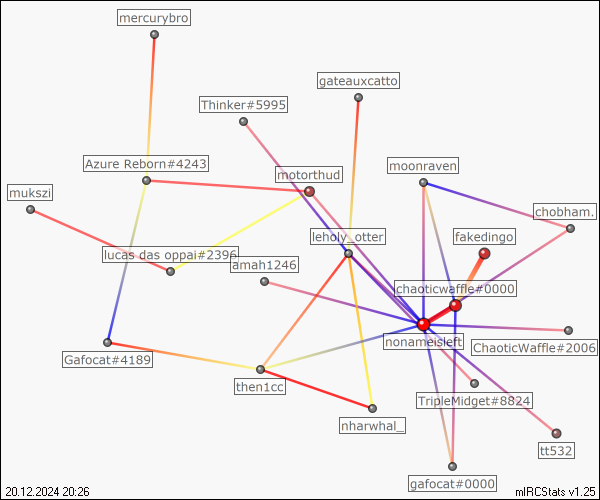 mercurybro
gateauxcatto
Thinker#5995
Azure Reborn#4243
moonraven
motorthud
mukszi
chobham.
leholy_otter
fakedingo
lucas das oppai#2396
amah1246
chaoticwaffle#0000
nonameisleft
ChaoticWaffle#2006
Gafocat#4189
then1cc
TripleMidget#8824
nharwhal_
tt532
gafocat#0000
20.12.2024 20:26
mIRCStats v1.25